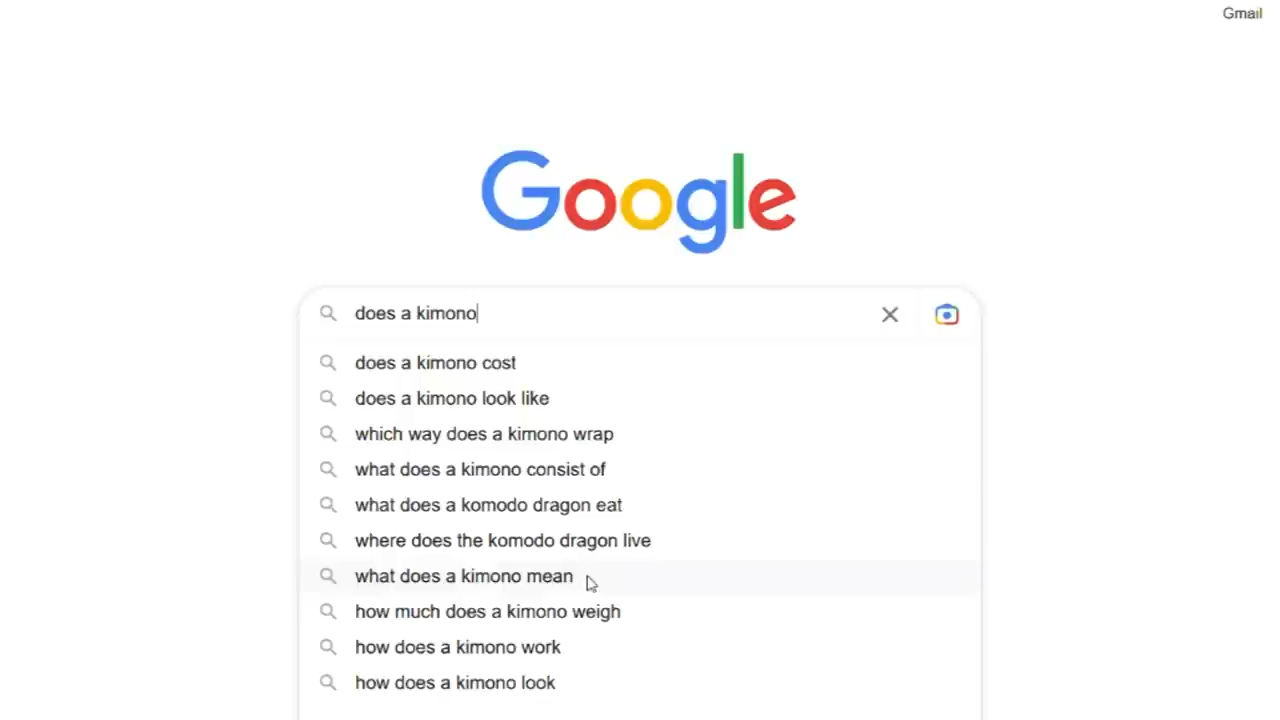 Gmail
Google
does a kimono
does a kimono cost
does a kimono look like
which way does a kimono wrap
what does a kimono consist of
what does a komodo dragon eat
where does the komodo dragon live
what does a kimono mean
how much does a kimono weigh
how does a kimono work
how does a kimono look